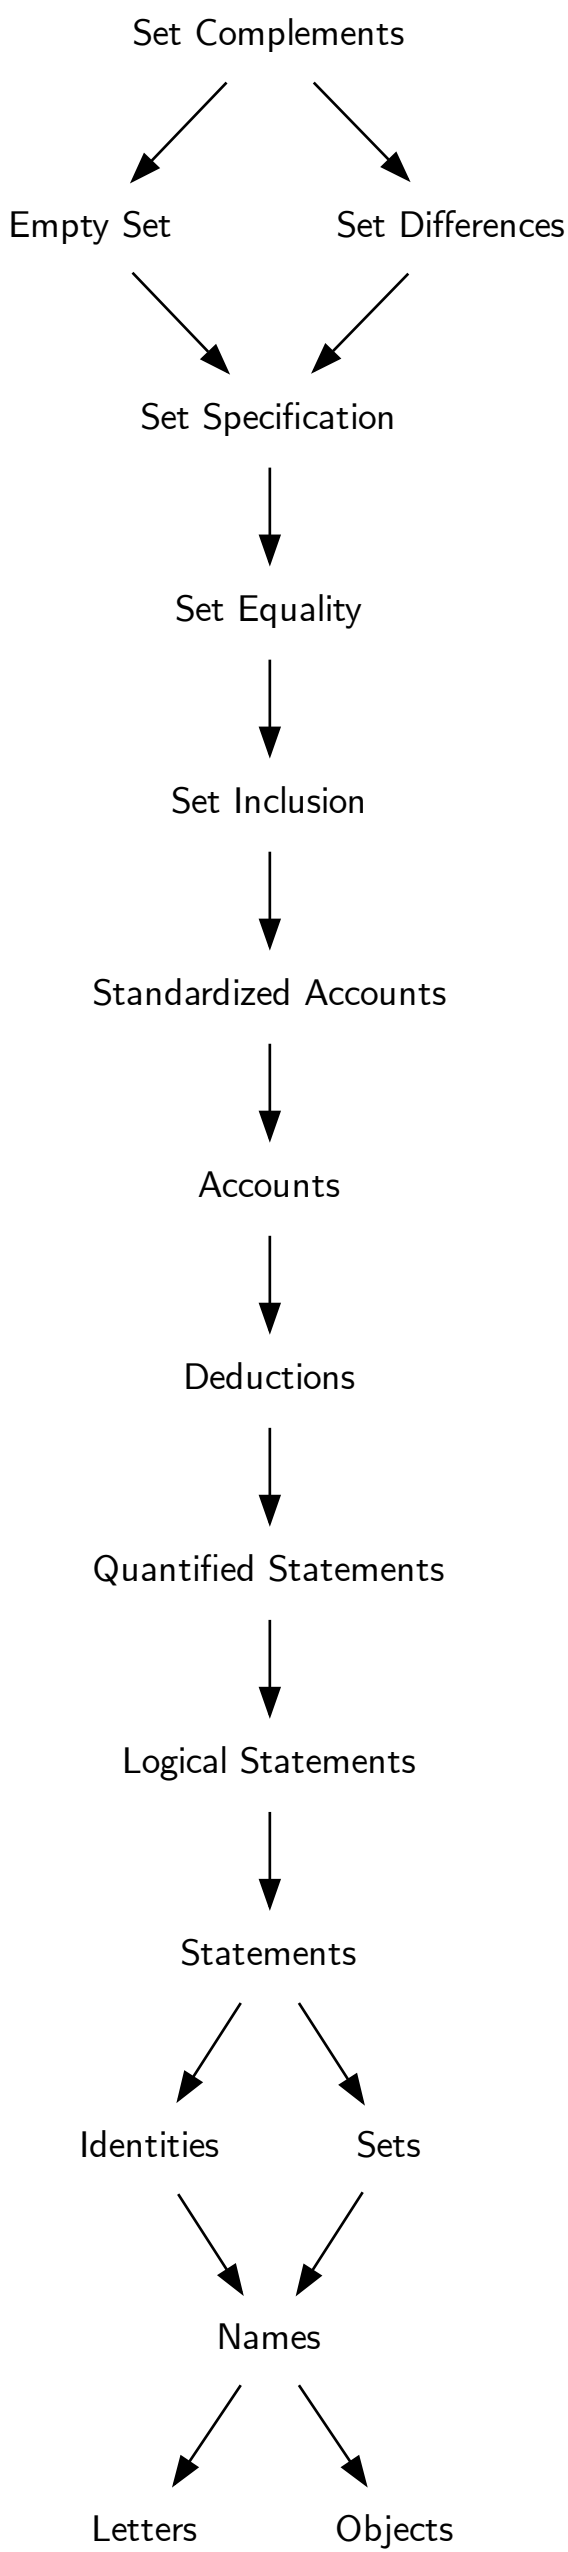 Set Complements
Empty Set
Set Differences
Set Specification
Set Equality
Set Inclusion
Standardized Accounts
Accounts
Deductions
Quantified Statements
Logical Statements
Statements
Identities
Sets
Names
Letters
Objects